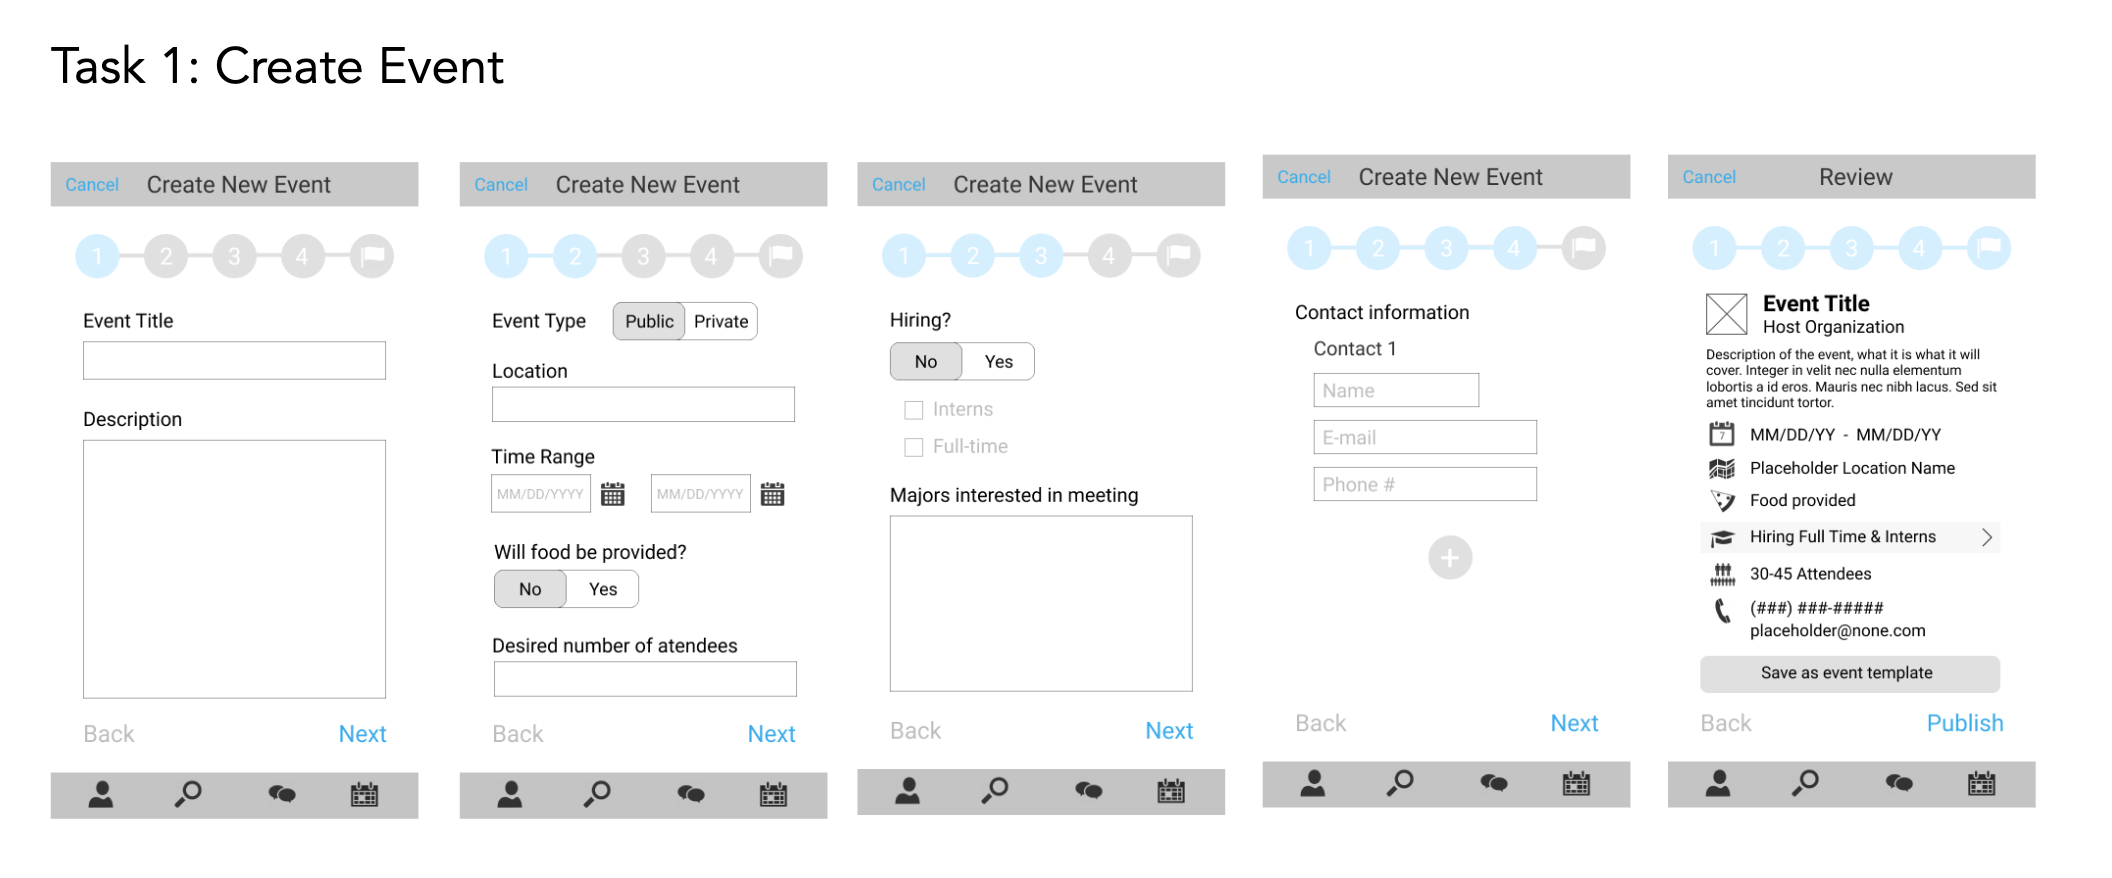 Task 1: Create Event
Cancel Create New Event
1 2 3 4
Event Title
Description
Back Next
Cancel Create New Event
1 2 3 4
Event Type Public Private
Location
Time Range
MM/DD/YYYY MM/DD/YYYY
Will food be provided?
No Yes
Desired number of atendees
Back Next
Cancel Create New Event
1 2 3 4
Hiring?
No Yes
Interns
Full-time
Majors interested in meeting
Back Next
Cancel Create New Event
1 2 3 4
Contact information
Contact 1
Name
E-mail
Phone #
+
Back Next
Cancel Review
1 2 3 4
Event Title
Host Organization
Description of the event, what it is what it will
cover. Integer in velit nec nulla elementum
lobortis a id eros. Mauris nec nibh lacus. Sed sit
amet tincidunt tortor.
7 MM/DD/YY - MM/DD/YY
Placeholder Location Name
Food provided
Hiring Full Time & Interns
30-45 Attendees
(###) ###-#####
placeholder@none.com
Save as event template
Back Publish